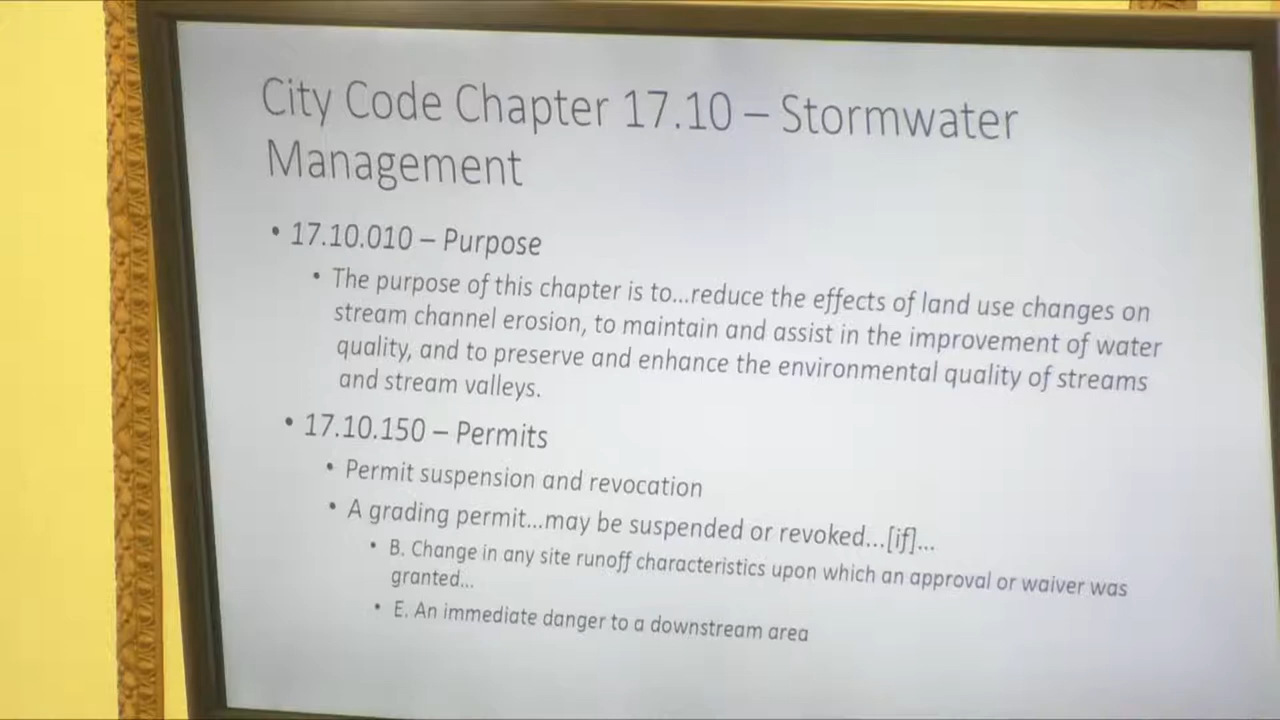 City Code Chapter 17.10 – Stormwater
Management
• 17.10.010 – Purpose
• The purpose of this chapter is to...reduce the effects of land use changes on
stream channel erosion, to maintain and assist in the improvement of water
quality, and to preserve and enhance the environmental quality of streams
and stream valleys.
• 17.10.150 – Permits
• Permit suspension and revocation
• A grading permit...may be suspended or revoked...[if]...
• B. Change in any site runoff characteristics upon which an approval or waiver was
granted...
• E. An immediate danger to a downstream area